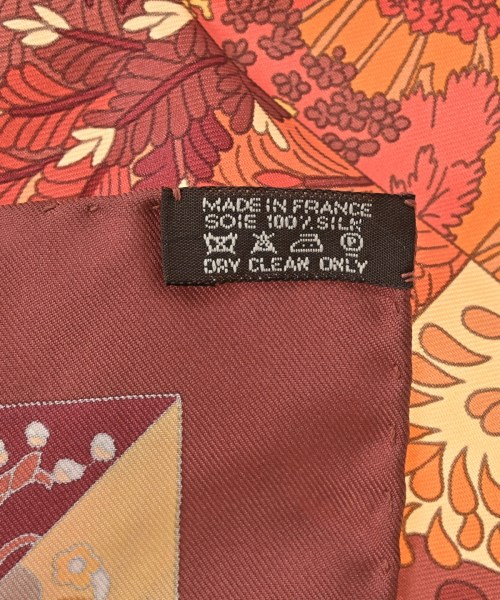 MADE IN FRANCE
SOIE 100% SILK
P
DRY CLEAN ONLY